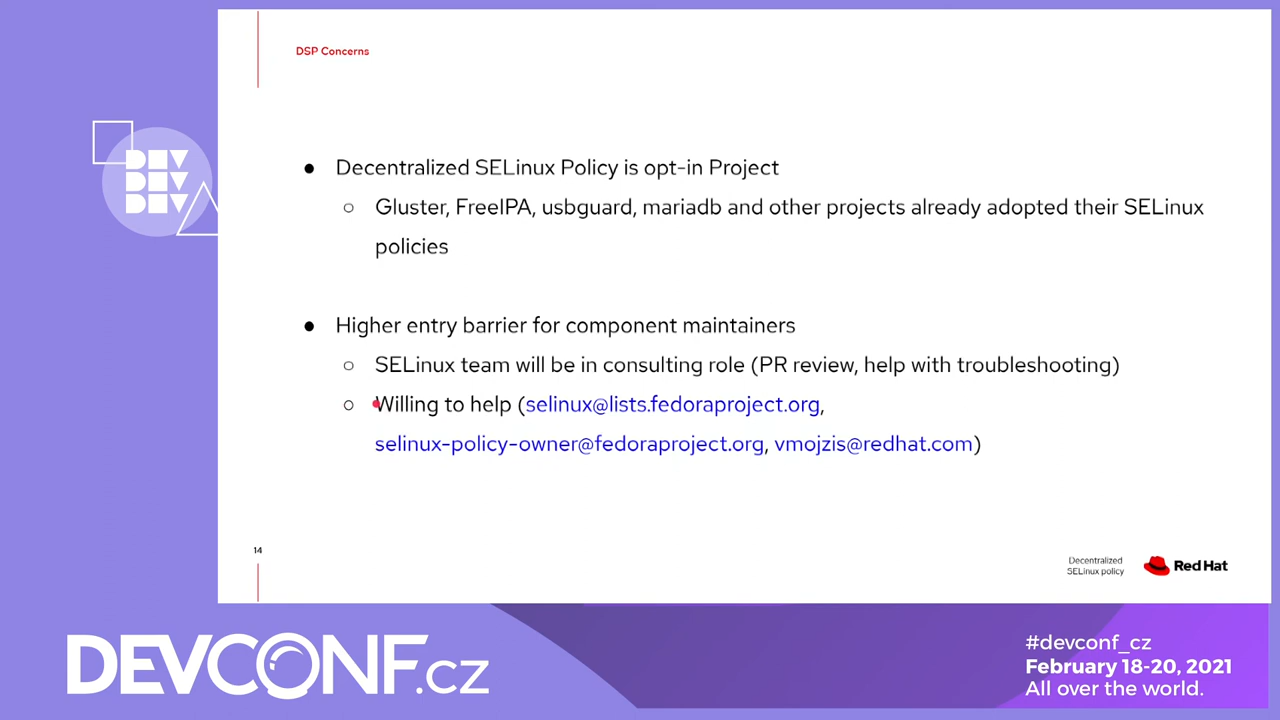 DSP Concerns
DEV
DEV
DEV
● Decentralized SELinux Policy is opt-in Project
○ Gluster, FreeIPA, usbguard, mariadb and other projects already adopted their SELinux
policies
● Higher entry barrier for component maintainers
○ SELinux team will be in consulting role (PR review, help with troubleshooting)
○ Willing to help (selinux@lists.fedoraproject.org,
selinux-policy-owner@fedoraproject.org, vmojzis@redhat.com)
14
Decentralized
SELinux policy
Red Hat
DEVCONF.cz
#devconf_cz
February 18-20, 2021
All over the world.